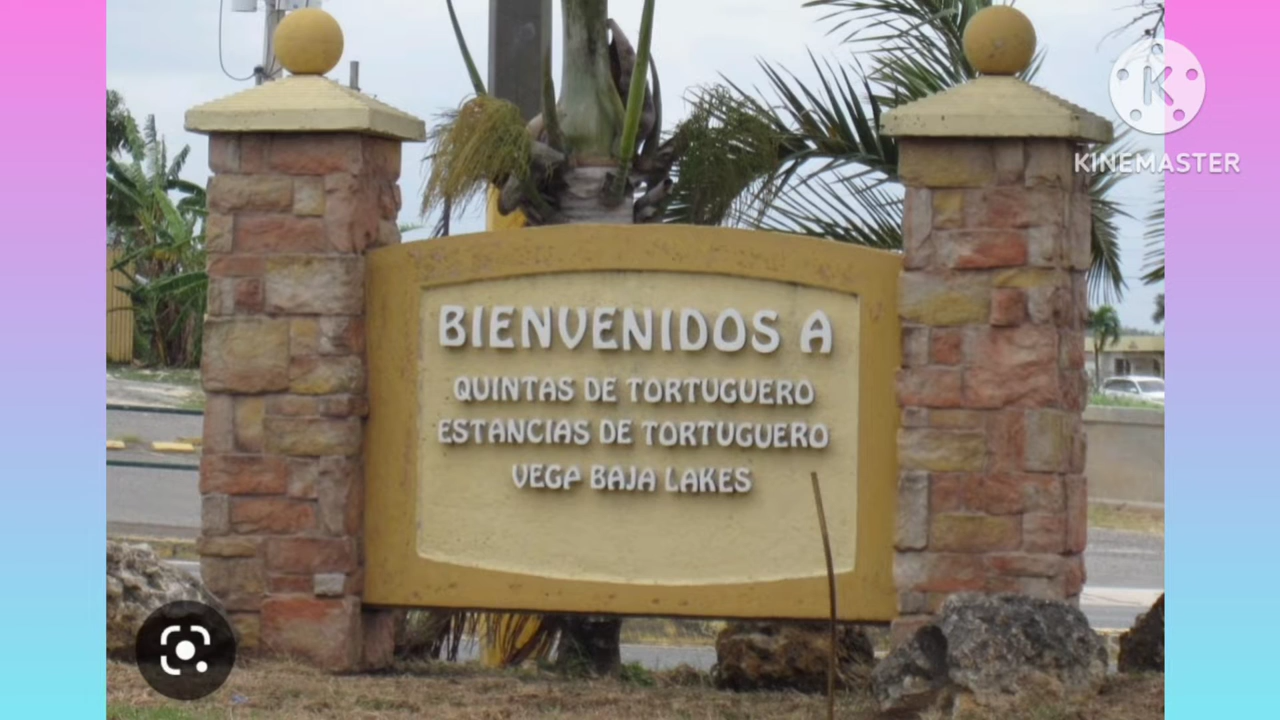 BIENVENIDOS A
QUINTAS DE TORTUGUERO
ESTANCIAS DE TORTUGUERO
VEGA BAJA LAKES
K
KINEMASTER